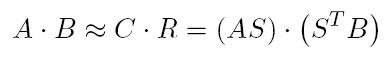 A · B ≈ C · R = (AS) · (S^T B)